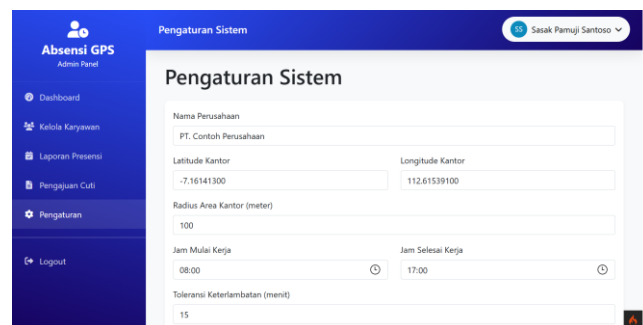 Absensi GPS
Admin Panel
Dashboard
Kelola Karyawan
Laporan Presensi
Pengajuan Cuti
Pengaturan
Logout
Pengaturan Sistem
SS Sasak Pamuji Santoso
Pengaturan Sistem
Nama Perusahaan
PT. Contoh Perusahaan
Latitude Kantor Longitude Kantor
-7.16141300 112.61539100
Radius Area Kantor (meter)
100
Jam Mulai Kerja Jam Selesai Kerja
08:00 17:00
Toleransi Keterlambatan (menit)
15